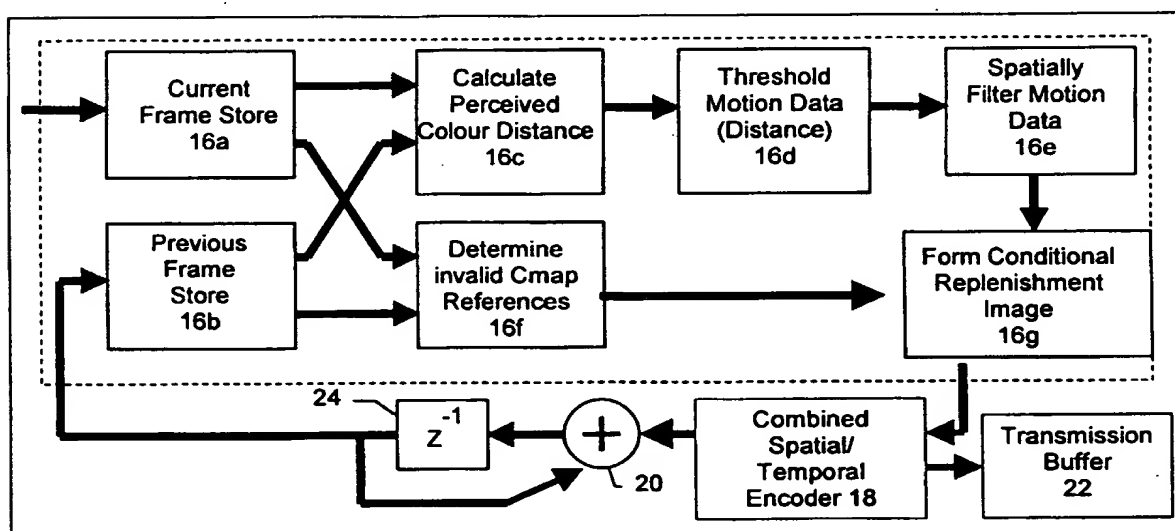 Current
Frame Store
16a
Calculate
Perceived
Colour Distance
16c
Threshold
Motion Data
(Distance)
16d
Spatially
Filter Motion
Data
16e
Previous
Frame
Store
16b
Determine
invalid Cmap
References
16f
Form Conditional
Replenishment
Image
16g
24
z-1
+
20
Combined
Spatial/
Temporal
Encoder 18
Transmission
Buffer
22